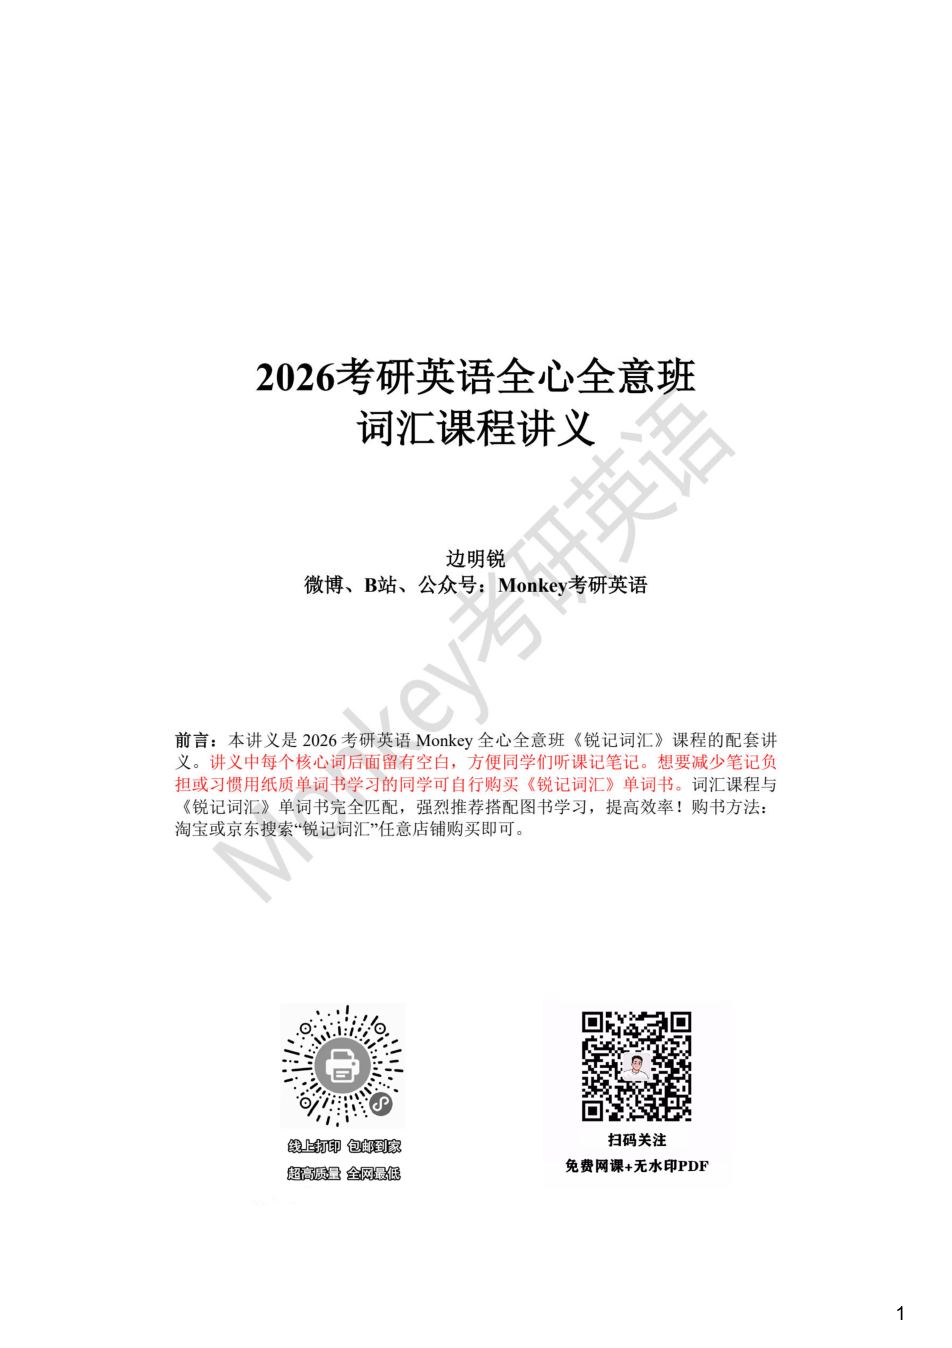 2026考研英语全心全意班
词汇课程讲义
边明锐
微博、B站、公众号：Monkey考研英语
前言：本讲义是 2026 考研英语 Monkey 全心全意班《锐记词汇》课程的配套讲
义。讲义中每个核心词后面留有空白，方便同学们听课记笔记。想要减少笔记负
担或习惯用纸质单词书学习的同学可自行购买《锐记词汇》单词书。词汇课程与
《锐记词汇》单词书完全匹配，强烈推荐搭配图书学习，提高效率！购书方法：
淘宝或京东搜索“锐记词汇”任意店铺购买即可。
Monkey考研英语
线上打印 包邮到家
超高质量 全网最低
扫码关注
免费网课+无水印PDF
1